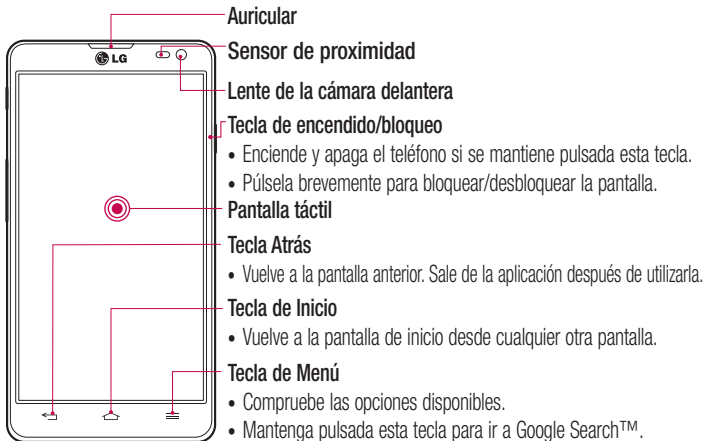 Auricular
LG
Sensor de proximidad
Lente de la cámara delantera
Tecla de encendido/bloqueo
• Enciende y apaga el teléfono si se mantiene pulsada esta tecla.
• Púlsela brevemente para bloquear/desbloquear la pantalla.
Pantalla táctil
Tecla Atrás
• Vuelve a la pantalla anterior. Sale de la aplicación después de utilizarla.
Tecla de Inicio
• Vuelve a la pantalla de inicio desde cualquier otra pantalla.
Tecla de Menú
• Compruebe las opciones disponibles.
• Mantenga pulsada esta tecla para ir a Google Search™.